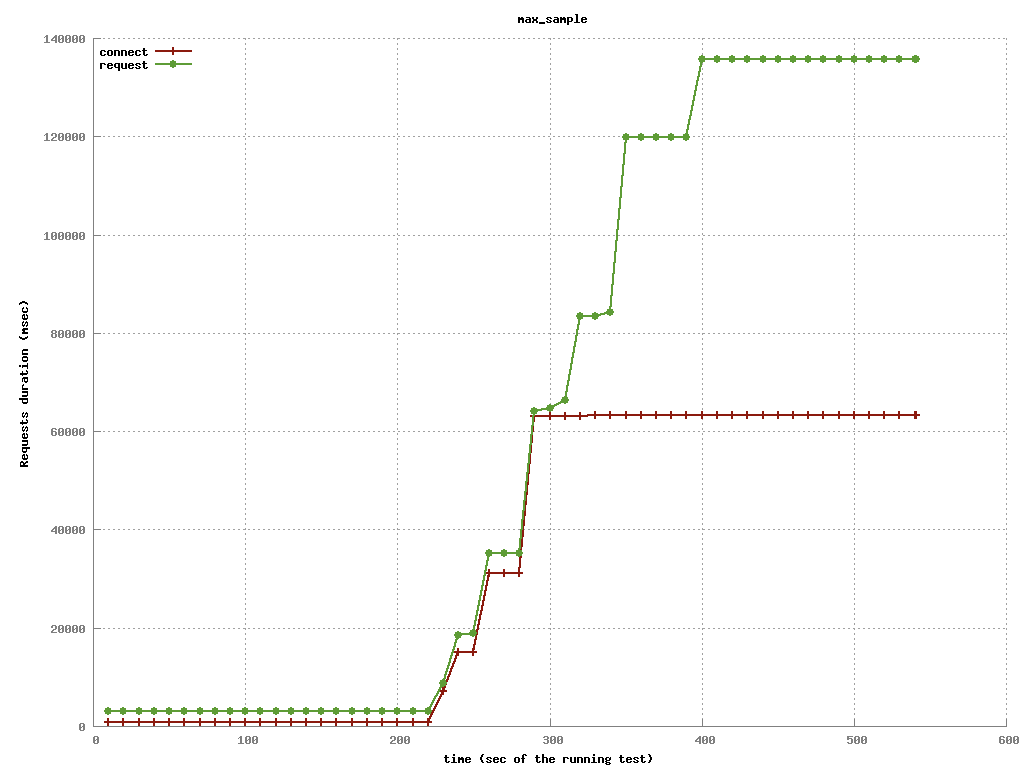 max_sample
140000
connect
request
120000
100000
80000
60000
40000
20000
0
0 100 200 300 400 500 600
Requests duration (msec)
time (sec of the running test)